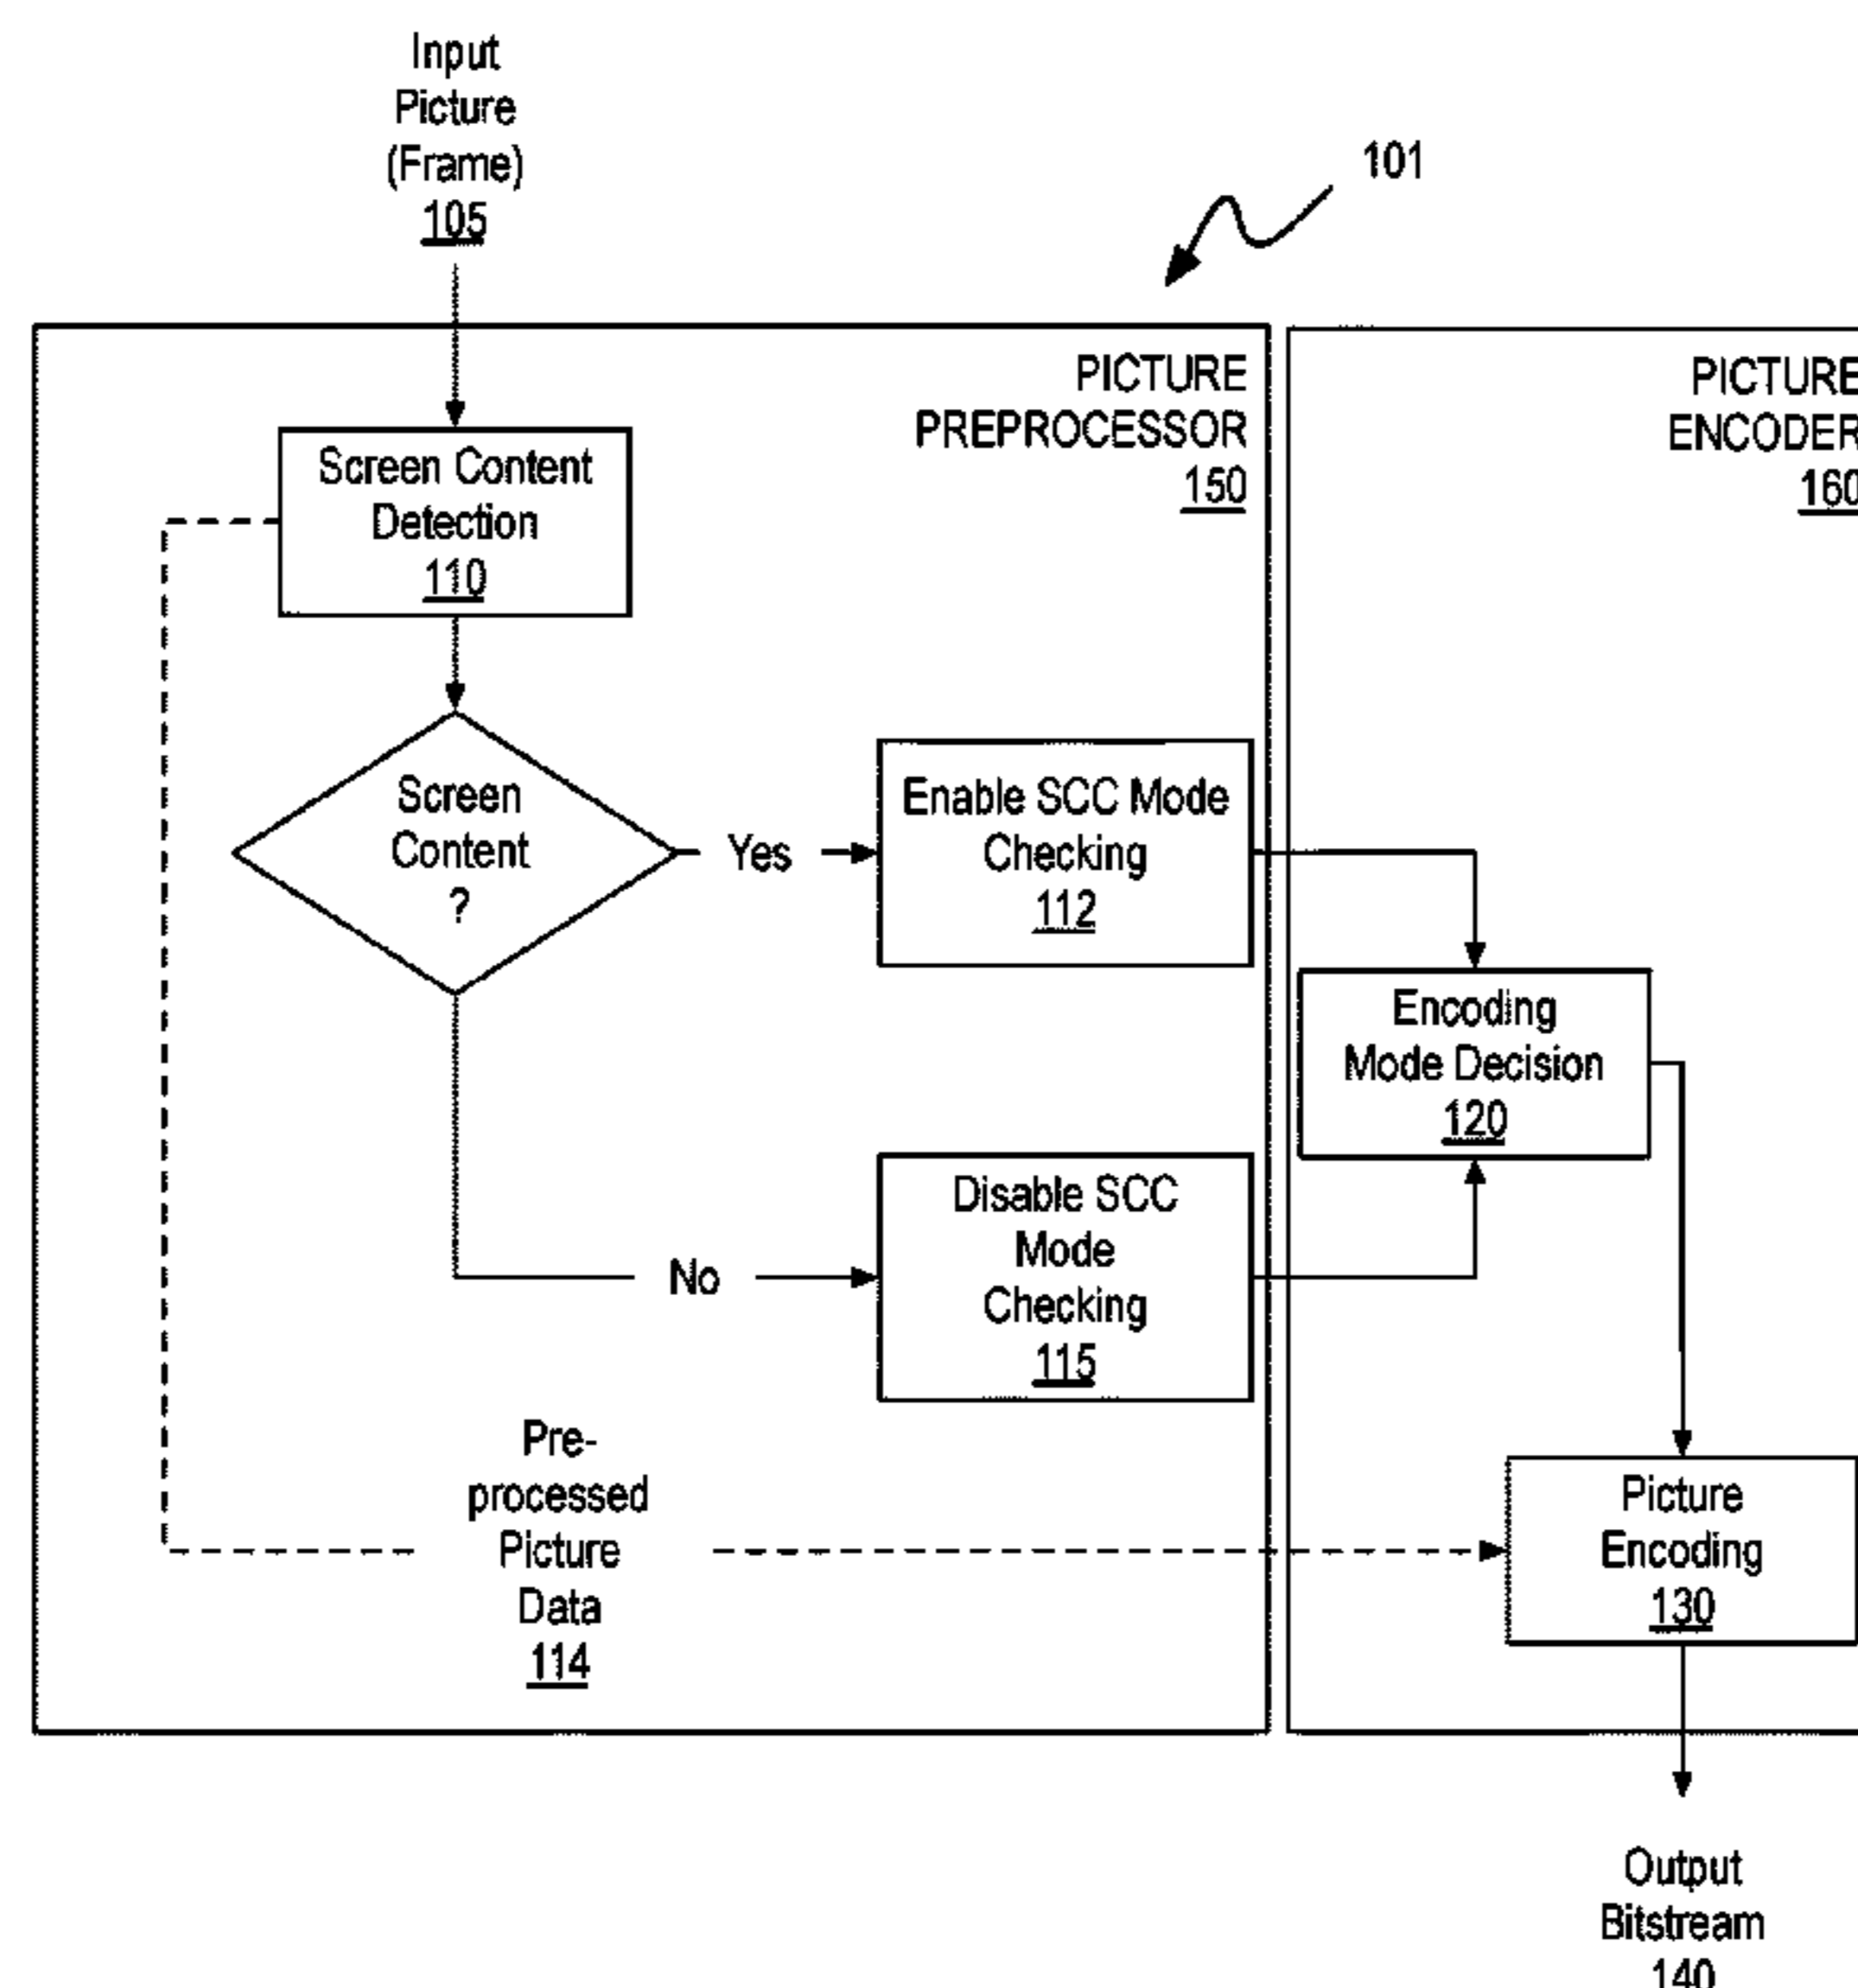 Input
Picture
(Frame)
105
101
PICTURE
PREPROCESSOR
150
PICTURE
ENCODER
160
Screen Content
Detection
110
Screen
Content
?
Yes
Enable SCC Mode
Checking
112
Encoding
Mode Decision
120
No
Disable SCC
Mode
Checking
115
Pre-
processed
Picture
Data
114
Picture
Encoding
130
Output
Bitstream
140